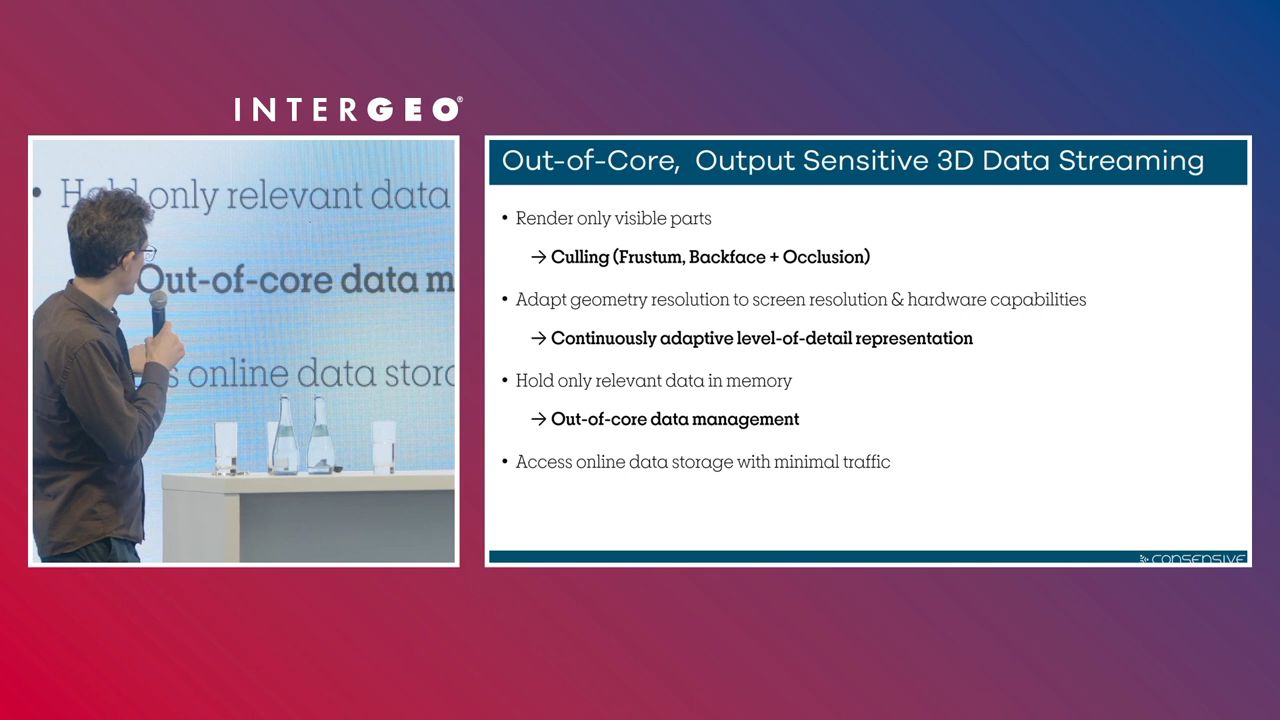 INTERGEO®
• Hold only relevant data
Out-of-core data m
s online data stor
Out-of-Core, Output Sensitive 3D Data Streaming
• Render only visible parts
→ Culling (Frustum, Backface + Occlusion)
• Adapt geometry resolution to screen resolution & hardware capabilities
→ Continuously adaptive level-of-detail representation
• Hold only relevant data in memory
→ Out-of-core data management
• Access online data storage with minimal traffic
CONSENSIVE